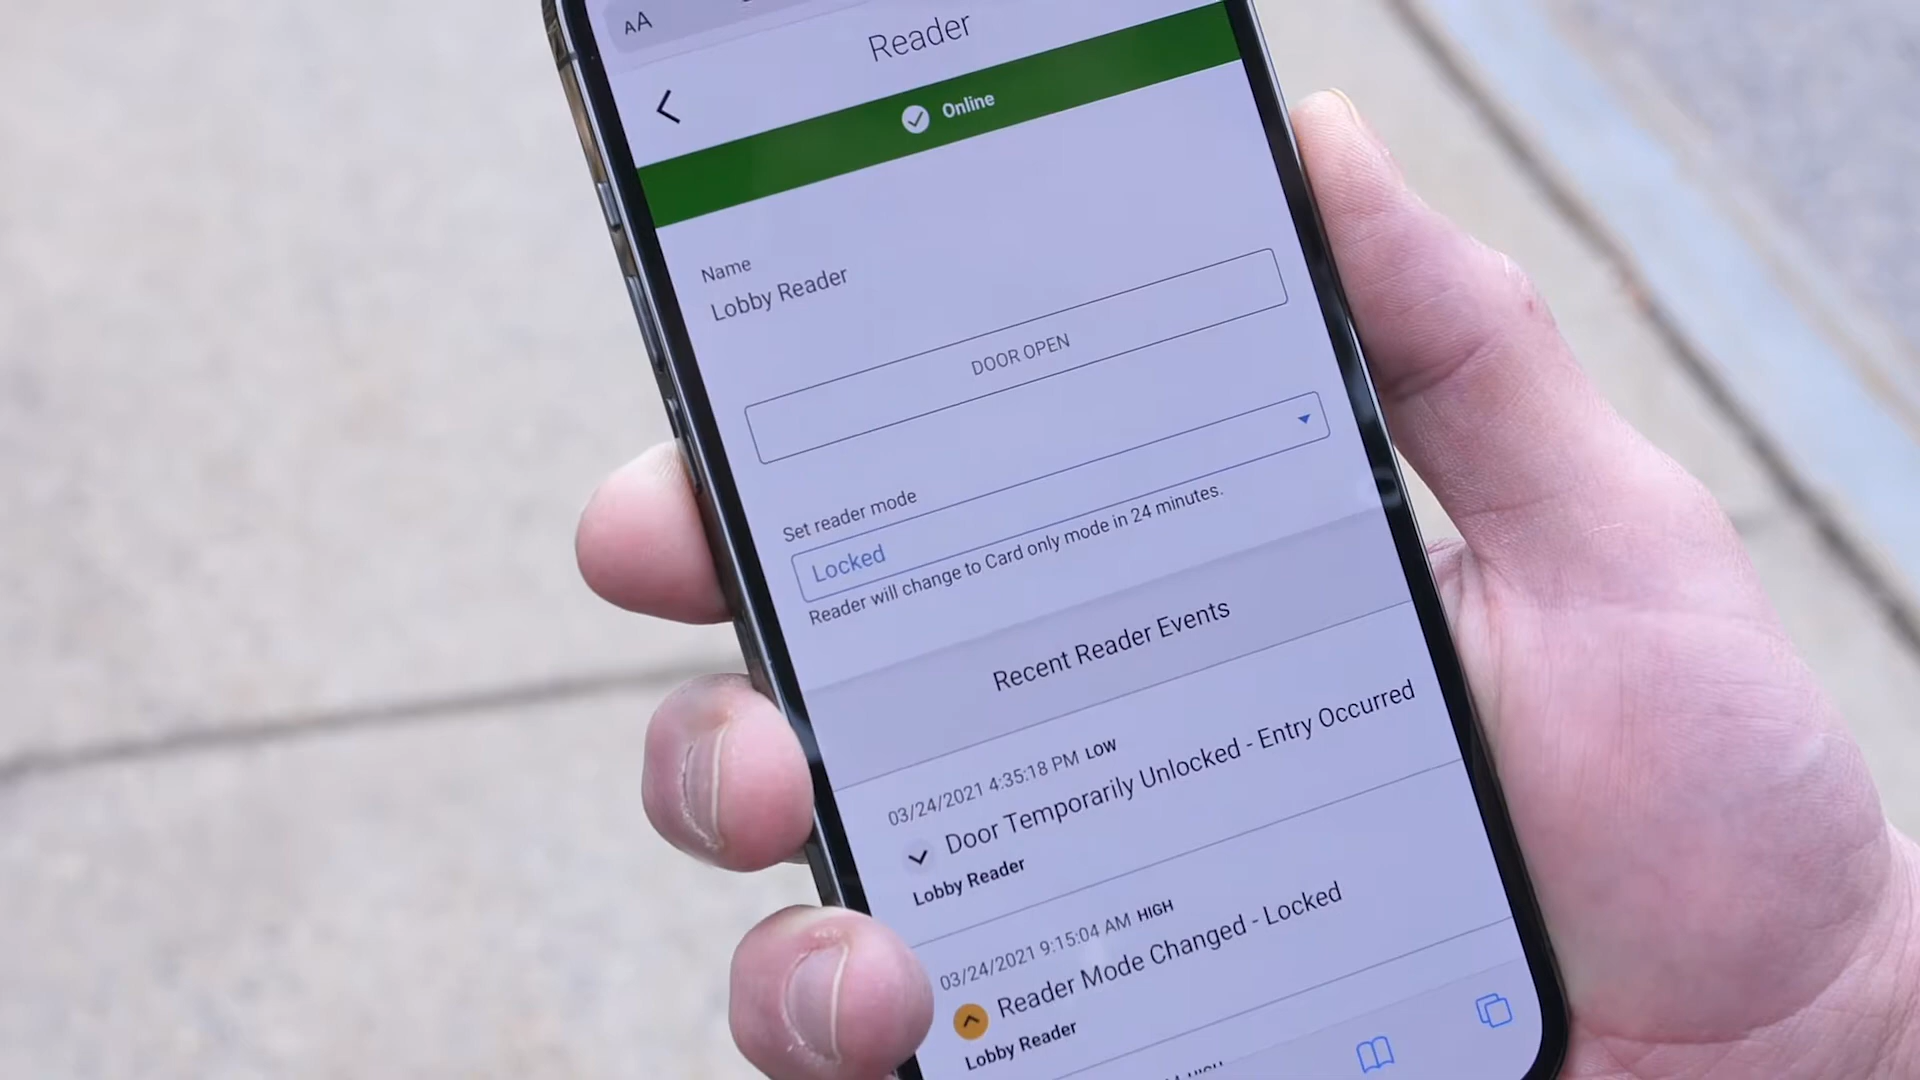 AA
Reader
Online
Name
Lobby Reader
DOOR OPEN
Set reader mode
Locked
Reader will change to Card only mode in 24 minutes.
Recent Reader Events
03/24/2021 4:35:18 PM LOW
Door Temporarily Unlocked - Entry Occurred
Lobby Reader
03/24/2021 9:15:04 AM HIGH
Reader Mode Changed - Locked
Lobby Reader